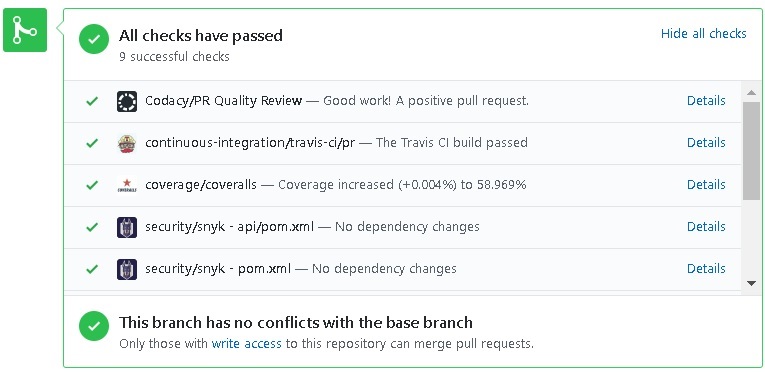 All checks have passed
Hide all checks
9 successful checks
Codacy/PR Quality Review — Good work! A positive pull request.
Details
continuous-integration/travis-ci/pr — The Travis CI build passed
Details
coverage/coveralls — Coverage increased (+0.004%) to 58.969%
Details
security/snyk - api/pom.xml — No dependency changes
Details
security/snyk - pom.xml — No dependency changes
Details
This branch has no conflicts with the base branch
Only those with write access to this repository can merge pull requests.